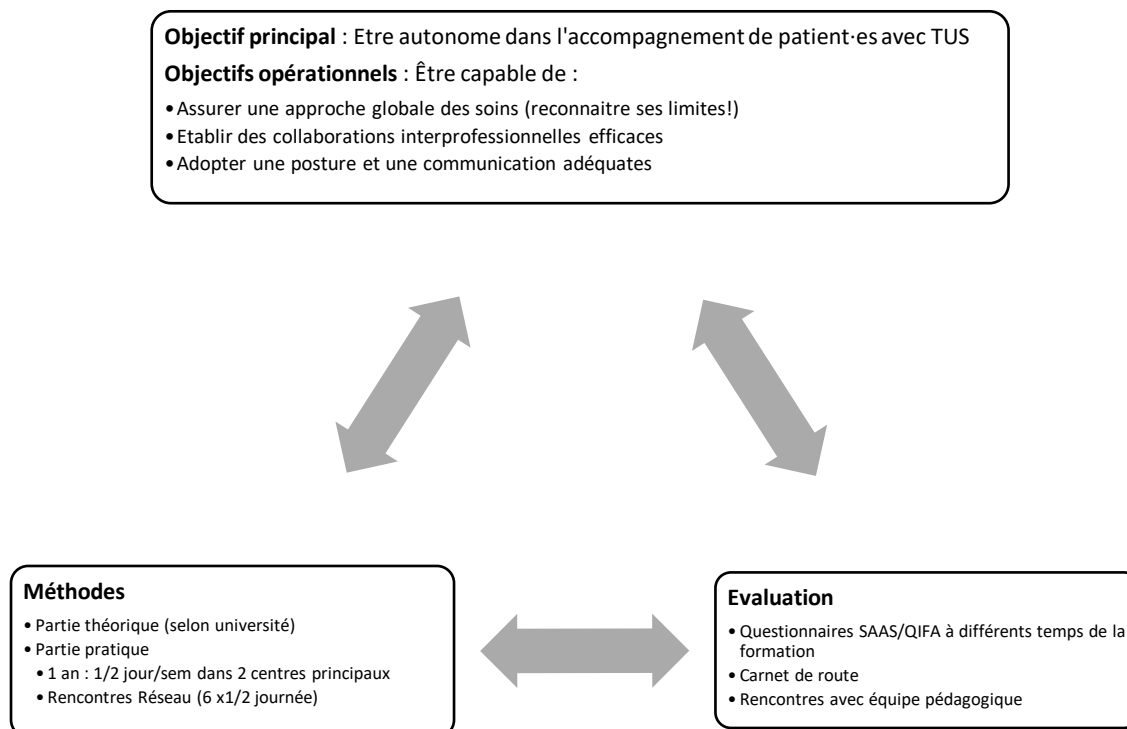 Objectif principal : Etre autonome dans l'accompagnement de patient·es avec TUS
Objectifs opérationnels : Être capable de :
• Assurer une approche globale des soins (reconnaitre ses limites!)
• Etablir des collaborations interprofessionnelles efficaces
• Adopter une posture et une communication adéquates
Méthodes
• Partie théorique (selon université)
• Partie pratique
• 1 an : 1/2 jour/sem dans 2 centres principaux
• Rencontres Réseau (6 x1/2 journée)
Evaluation
• Questionnaires SAAS/QIFA à différents temps de la
formation
• Carnet de route
• Rencontres avec équipe pédagogique